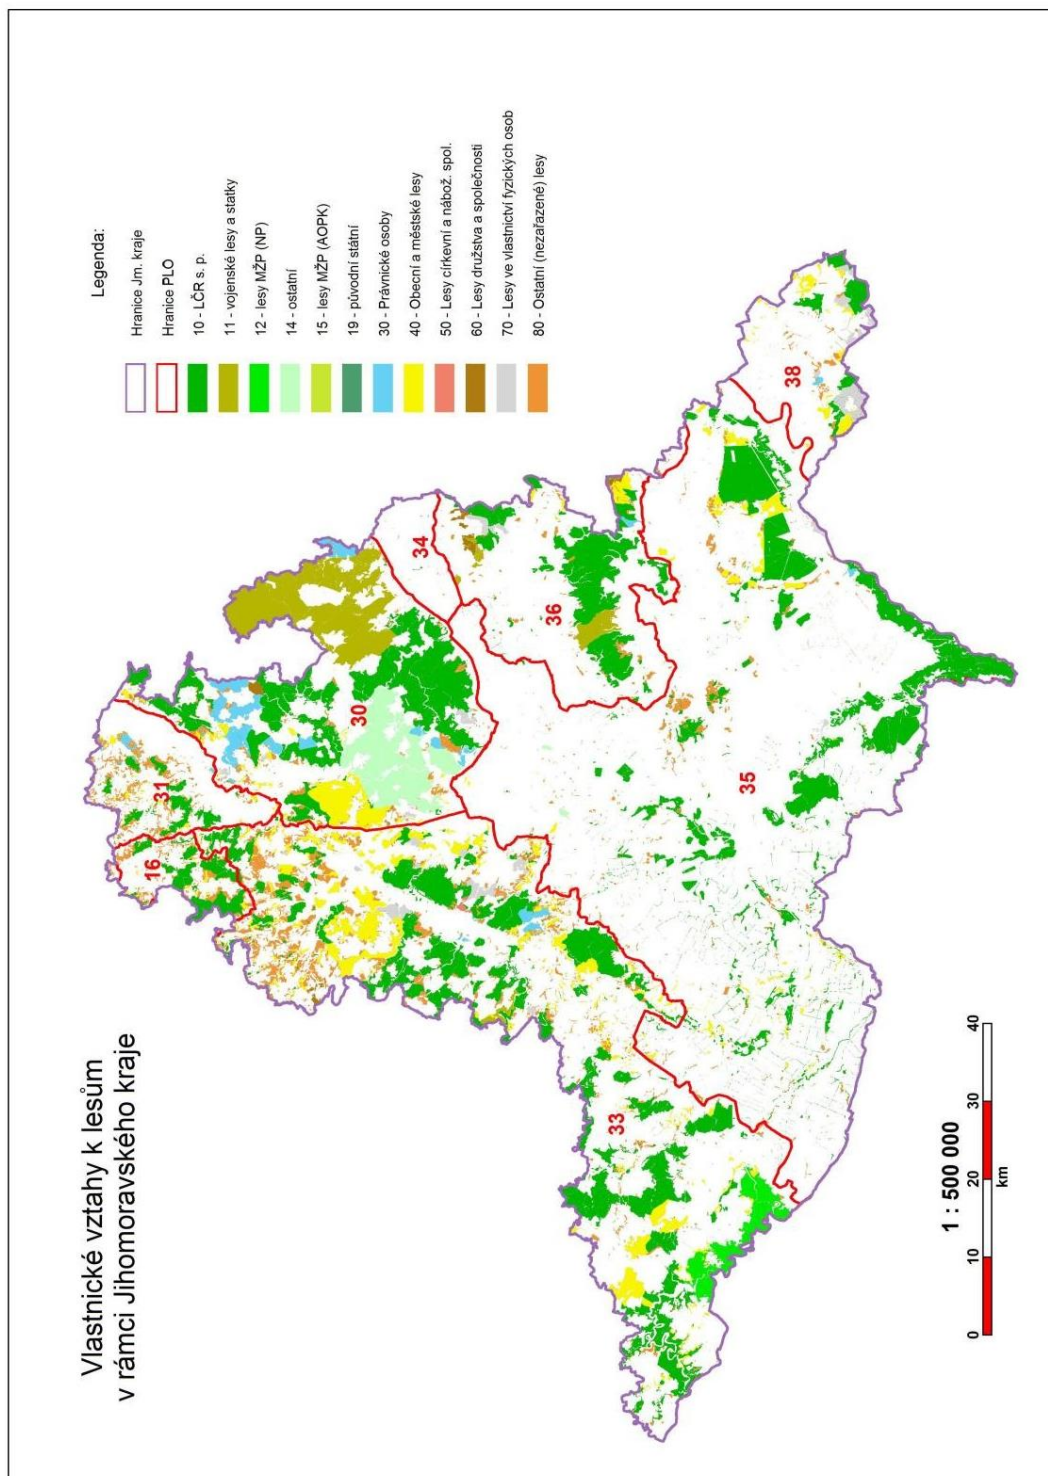 Vlastnické vztahy k lesům
v rámci Jihomoravského kraje
Legenda:
Hranice Jm. kraje
Hranice PLO
10 - LČR s. p.
11 - vojenské lesy a statky
12 - lesy MŽP (NP)
14 - ostatní
15 - lesy MŽP (AOPK)
19 - původní státní
30 - Právnické osoby
40 - Obecní a městské lesy
50 - Lesy církevní a nábož. spol.
60 - Lesy družstva a společnosti
70 - Lesy ve vlastnictví fyzických osob
80 - Ostatní (nezařazené) lesy
16
31
30
34
36
33
35
38
1 : 500 000
0 10 20 30 40
km